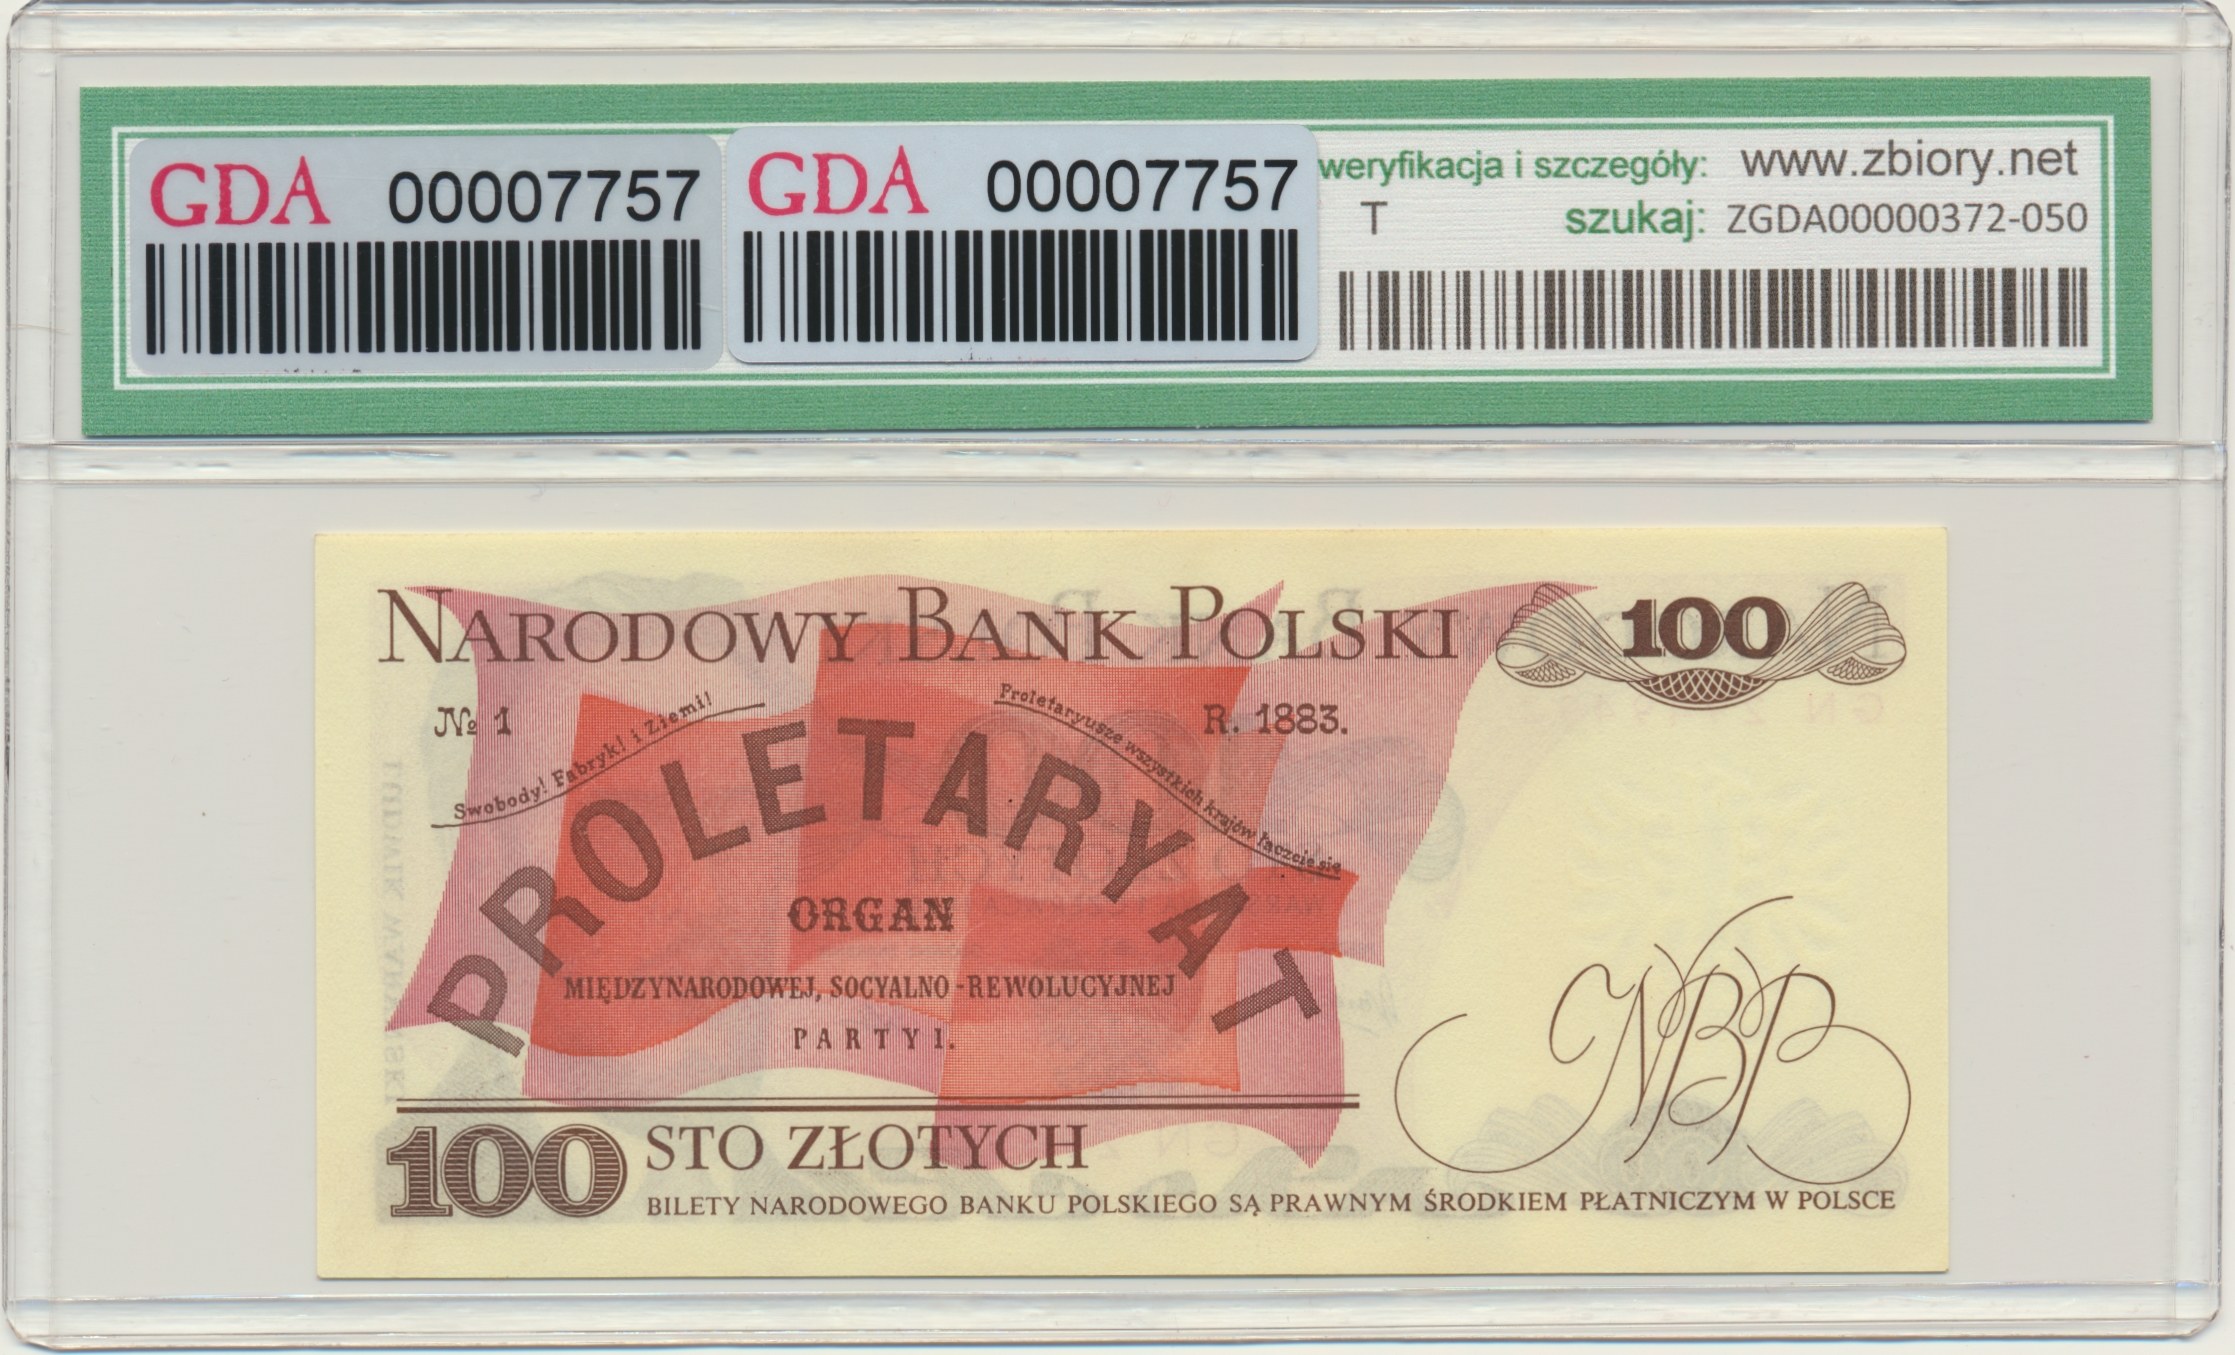 GDA 00007757
GDA 00007757
weryfikacja i szczegóły: www.zbiory.net
T szukaj: ZGDA00000372-050
NARODOWY BANK POLSKI
100
№ 1
R. 1883.
Swobody! Fabryk! i Ziemi!
Proletaryusze wszystkich krajów łączcie się
PROLETARYAT
ORGAN
MIĘDZYNARODOWEJ, SOCYALNO-REWOLUCYJNEJ
PARTYI.
NBP
100 STO ZŁOTYCH
BILETY NARODOWEGO BANKU POLSKIEGO SĄ PRAWNYM ŚRODKIEM PŁATNICZYM W POLSCE